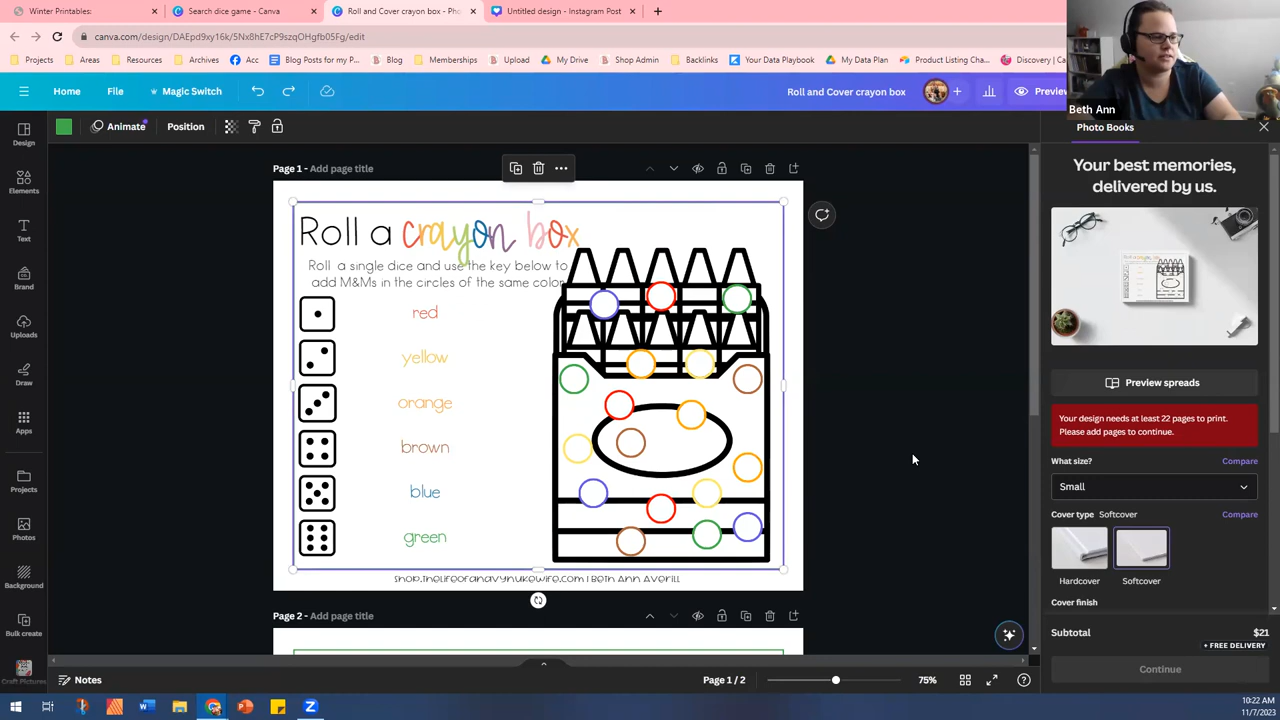 Winter Printables:
Search dice game - Canva
Roll and Cover crayon box - Pho
Untitled design - Instagram Post
canva.com/design/DAEpd9xy16k/5Nx8hE7cP9szqOHgfb05Fg/edit
Projects Areas Resources Archives Acc Blog Posts for my P... Blog Memberships Upload My Drive Shop Admin Backlinks Your Data Playbook My Data Plan Product Listing Cha... Discovery | Ca
Home File Magic Switch Roll and Cover crayon box Preview
Beth Ann
Animate Position
Photo Books
Design
Elements
Text
Brand
Uploads
Draw
Apps
Projects
Photos
Background
Bulk create
Craft Pictures
Page 1 - Add page title
Roll a crayon box
Roll a single dice and use the key below to
add M&Ms in the circles of the same color
red
yellow
orange
brown
blue
green
shop.thelifeofanavynukewife.com | Beth Ann Averill
Page 2 - Add page title
Your best memories,
delivered by us.
Preview spreads
Your design needs at least 22 pages to print.
Please add pages to continue.
What size? Compare
Small
Cover type Softcover Compare
Hardcover Softcover
Cover finish
Subtotal $21
+ FREE DELIVERY
Continue
Notes Page 1 / 2 75%
10:22 AM
11/7/2023